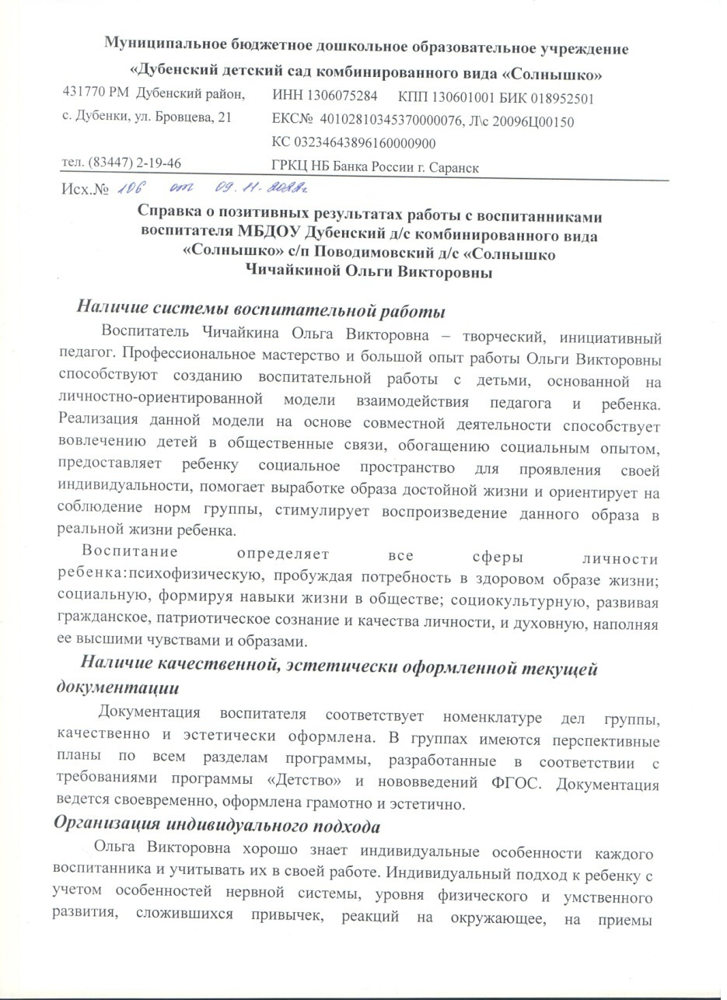 Муниципальное бюджетное дошкольное образовательное учреждение
«Дубенский детский сад комбинированного вида «Солнышко»
431770 РМ Дубенский район, ИНН 1306075284 КПП 130601001 БИК 018952501
с. Дубенки, ул. Бровцева, 21 ЕКС№ 40102810345370000076, Л\с 20096Ц00150
КС 03234643896160000900
тел. (83447) 2-19-46 ГРКЦ НБ Банка России г. Саранск
Исх.№ 106 от 09.11.2022г
Справка о позитивных результатах работы с воспитанниками
воспитателя МБДОУ Дубенский д/с комбинированного вида
«Солнышко» с/п Поводимовский д/с «Солнышко
Чичайкиной Ольги Викторовны
Наличие системы воспитательной работы
Воспитатель Чичайкина Ольга Викторовна – творческий, инициативный
педагог. Профессиональное мастерство и большой опыт работы Ольги Викторовны
способствуют созданию воспитательной работы с детьми, основанной на
личностно-ориентированной модели взаимодействия педагога и ребенка.
Реализация данной модели на основе совместной деятельности способствует
вовлечению детей в общественные связи, обогащению социальным опытом,
предоставляет ребенку социальное пространство для проявления своей
индивидуальности, помогает выработке образа достойной жизни и ориентирует на
соблюдение норм группы, стимулирует воспроизведение данного образа в
реальной жизни ребенка.
Воспитание определяет все сферы личности
ребенка:психофизическую, пробуждая потребность в здоровом образе жизни;
социальную, формируя навыки жизни в обществе; социокультурную, развивая
гражданское, патриотическое сознание и качества личности, и духовную, наполняя
ее высшими чувствами и образами.
Наличие качественной, эстетически оформленной текущей
документации
Документация воспитателя соответствует номенклатуре дел группы,
качественно и эстетически оформлена. В группах имеются перспективные
планы по всем разделам программы, разработанные в соответствии с
требованиями программы «Детство» и нововведений ФГОС. Документация
ведется своевременно, оформлена грамотно и эстетично.
Организация индивидуального подхода
Ольга Викторовна хорошо знает индивидуальные особенности каждого
воспитанника и учитывать их в своей работе. Индивидуальный подход к ребенку с
учетом особенностей нервной системы, уровня физического и умственного
развития, сложившихся привычек, реакций на окружающее, на приемы